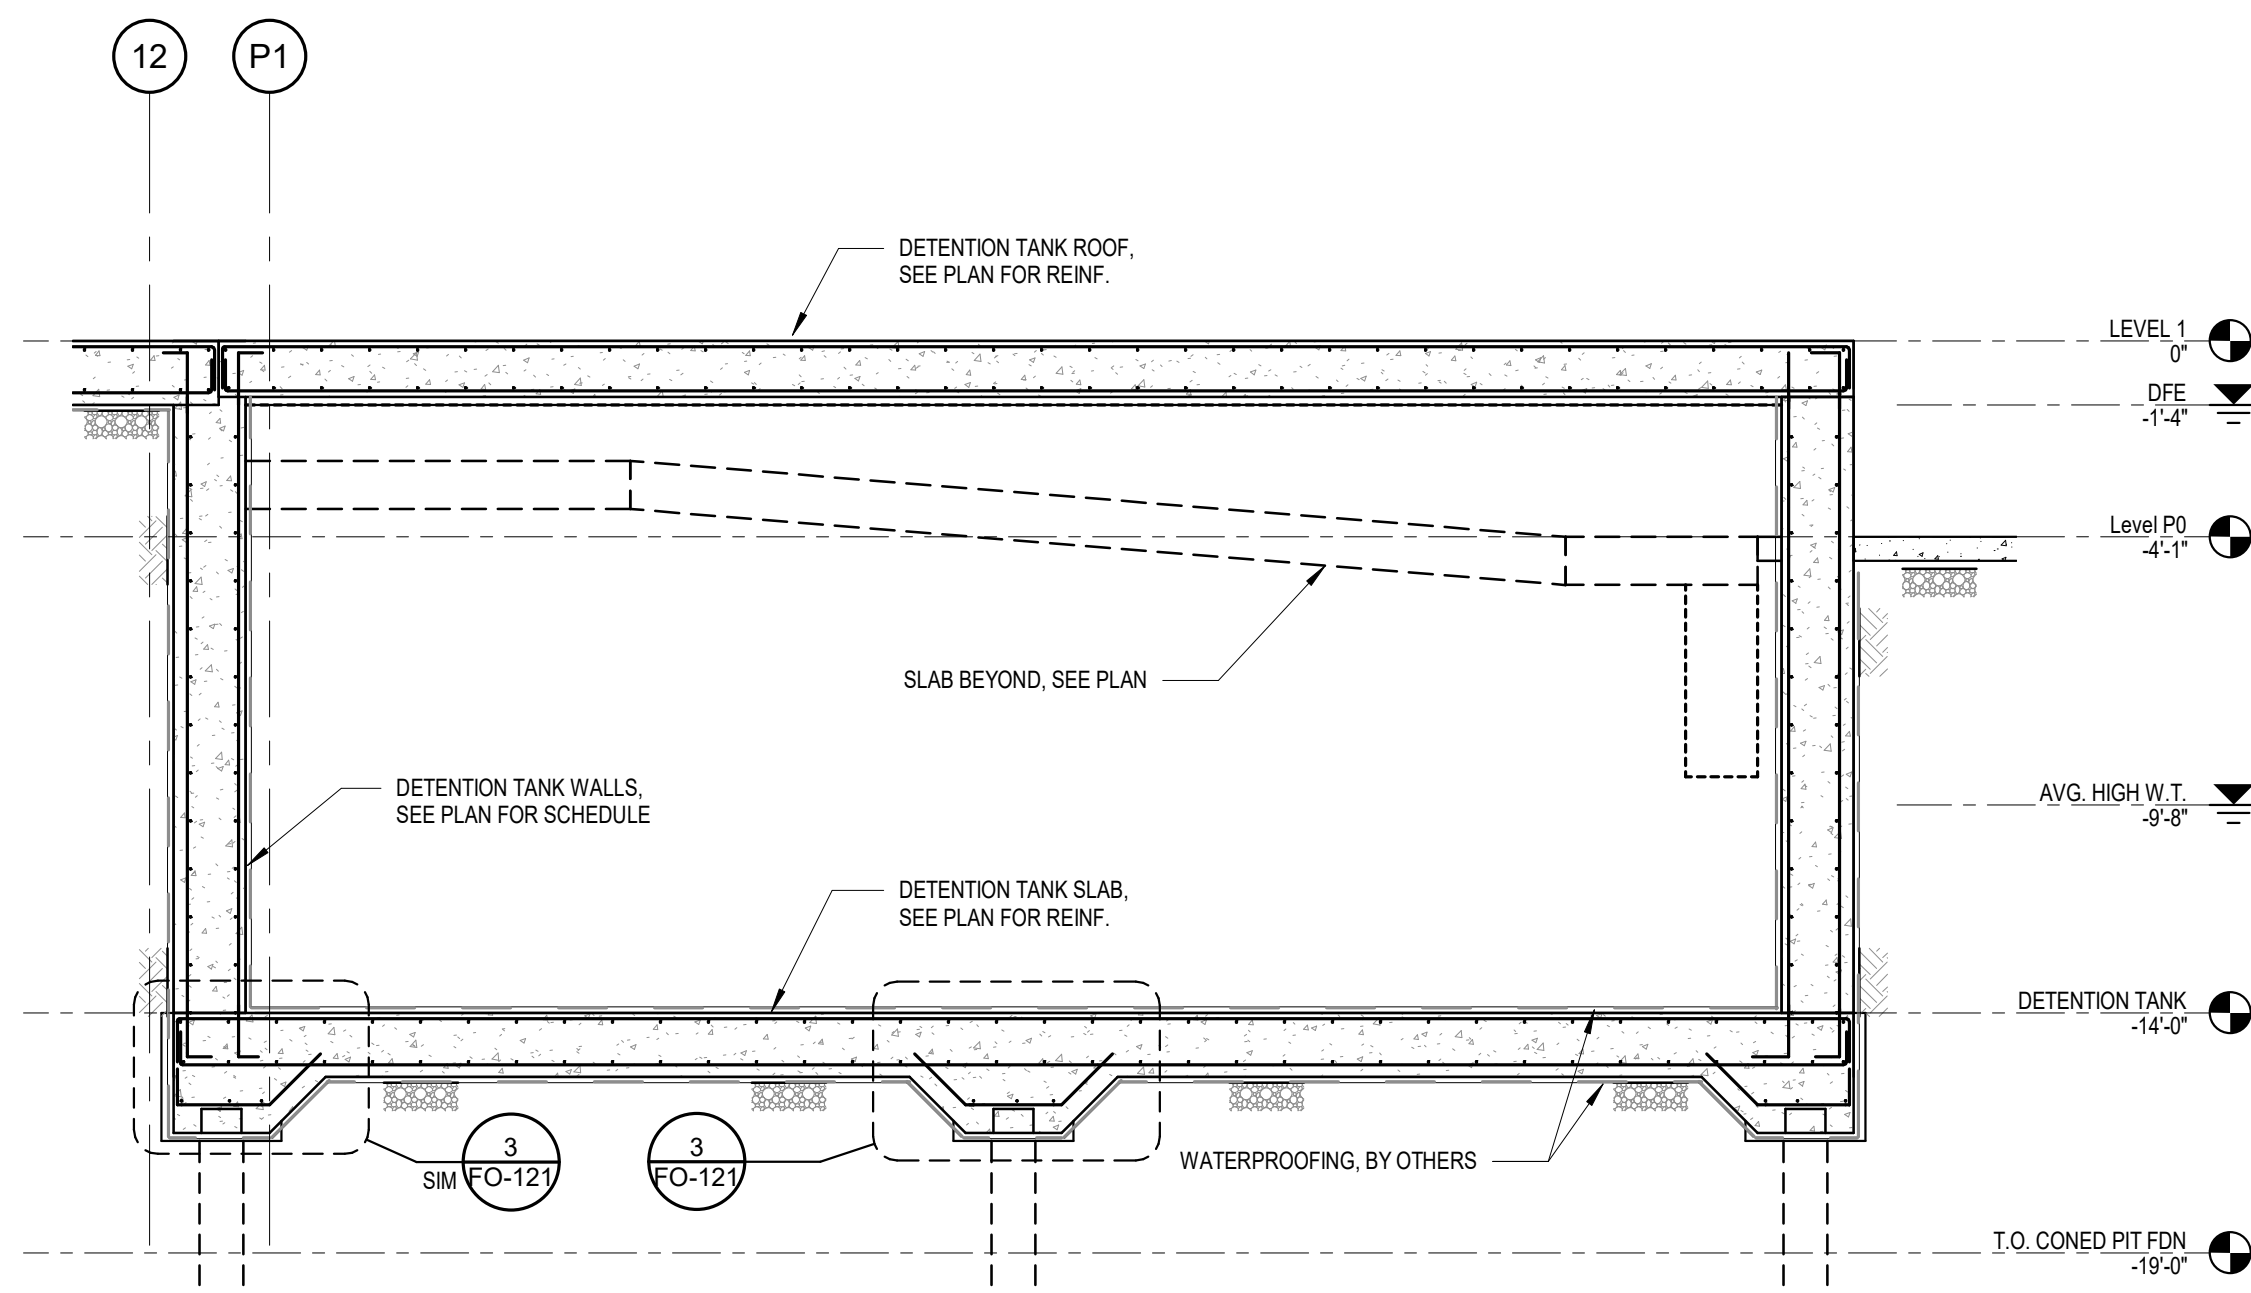 12
P1
DETENTION TANK ROOF,
SEE PLAN FOR REINF.
LEVEL 1
0"
DFE
-1'-4"
Level P0
-4'-1"
SLAB BEYOND, SEE PLAN
DETENTION TANK WALLS,
SEE PLAN FOR SCHEDULE
AVG. HIGH W.T.
-9'-8"
DETENTION TANK SLAB,
SEE PLAN FOR REINF.
DETENTION TANK
-14'-0"
3
FO-121
SIM
3
FO-121
WATERPROOFING, BY OTHERS
T.O. CONED PIT FDN
-19'-0"